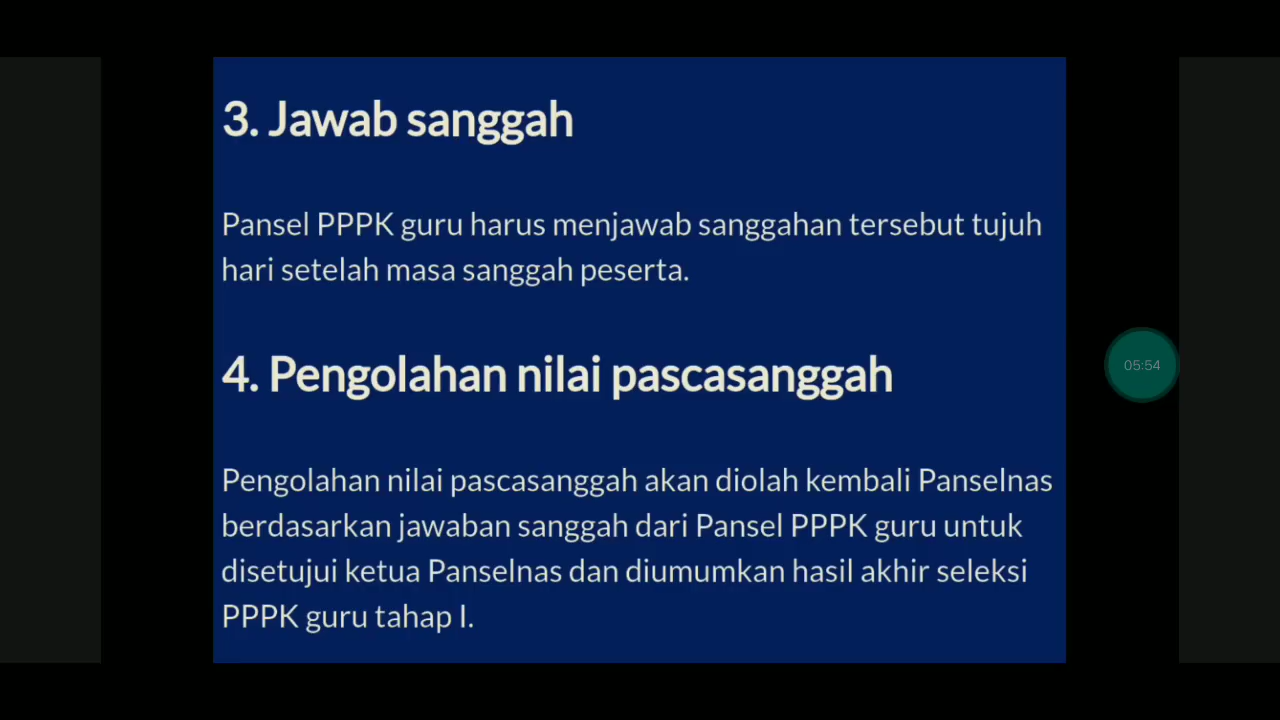 3. Jawab sanggah
Pansel PPPK guru harus menjawab sanggahan tersebut tujuh
hari setelah masa sanggah peserta.
4. Pengolahan nilai pascasanggah
Pengolahan nilai pascasanggah akan diolah kembali Panselnas
berdasarkan jawaban sanggah dari Pansel PPPK guru untuk
disetujui ketua Panselnas dan diumumkan hasil akhir seleksi
PPPK guru tahap I.
05:54